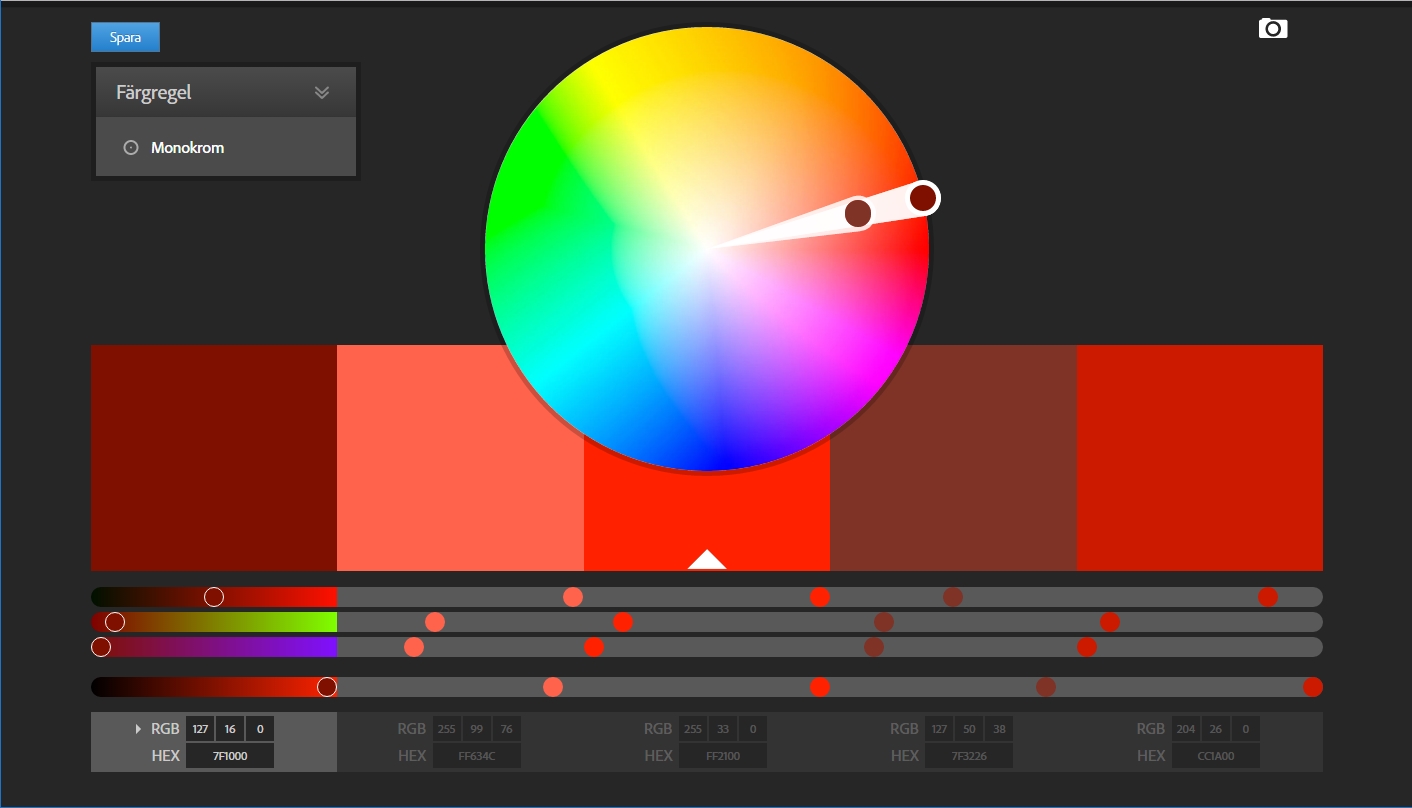 Spara
Färgregel
Monokrom
RGB 127 16 0 RGB 255 99 76 RGB 255 33 0 RGB 127 50 38 RGB 204 26 0
HEX 7F1000 HEX FF634C HEX FF2100 HEX 7F3226 HEX CC1A00